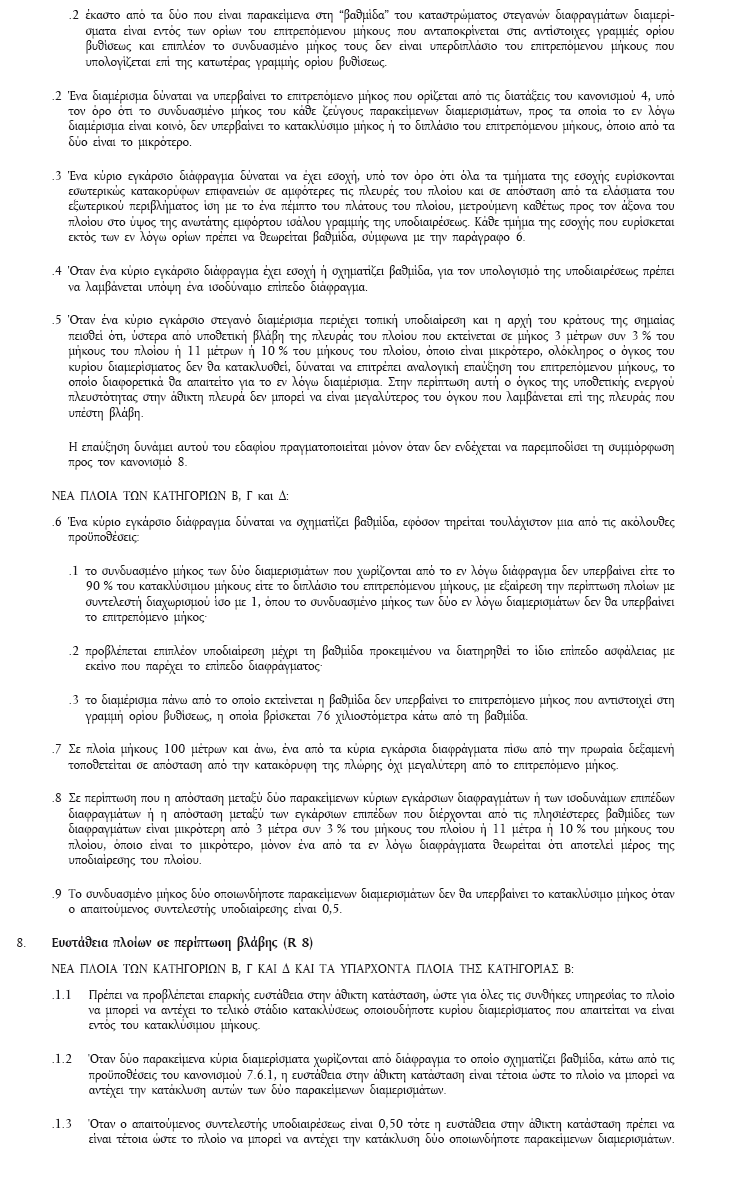 .2 έκαστο από τα δύο που είναι παρακείμενα στη “βαθμίδα” του καταστρώματος στεγανών διαφραγμάτων διαμερί-
σματα είναι εντός των ορίων του επιτρεπόμενου μήκους που ανταποκρίνεται στις αντίστοιχες γραμμές ορίου
βυθίσεως και επιπλέον το συνδυασμένο μήκος τους δεν είναι υπερδιπλάσιο του επιτρεπόμενου μήκους που
υπολογίζεται επί της κατωτέρας γραμμής ορίου βυθίσεως.
.2 Ένα διαμέρισμα δύναται να υπερβαίνει το επιτρεπόμενο μήκος που ορίζεται από τις διατάξεις του κανονισμού 4, υπό
τον όρο ότι το συνδυασμένο μήκος του κάθε ζεύγους παρακείμενων διαμερισμάτων, προς τα οποία το εν λόγω
διαμέρισμα είναι κοινό, δεν υπερβαίνει το κατακλύσιμο μήκος ή το διπλάσιο του επιτρεπόμενου μήκους, όποιο από τα
δύο είναι το μικρότερο.
.3 Ένα κύριο εγκάρσιο διάφραγμα δύναται να έχει εσοχή, υπό τον όρο ότι όλα τα τμήματα της εσοχής ευρίσκονται
εσωτερικώς κατακορύφων επιφανειών σε αμφότερες τις πλευρές του πλοίου και σε απόσταση από τα ελάσματα του
εξωτερικού περιβλήματος ίση με το ένα πέμπτο του πλάτους του πλοίου, μετρούμενη καθέτως προς τον άξονα του
πλοίου στο ύψος της ανωτάτης εμφόρτου ισάλου γραμμής της υποδιαιρέσεως. Κάθε τμήμα της εσοχής που ευρίσκεται
εκτός των εν λόγω ορίων πρέπει να θεωρείται βαθμίδα, σύμφωνα με την παράγραφο 6.
.4 Όταν ένα κύριο εγκάρσιο διάφραγμα έχει εσοχή ή σχηματίζει βαθμίδα, για τον υπολογισμό της υποδιαιρέσεως πρέπει
να λαμβάνεται υπόψη ένα ισοδύναμο επίπεδο διάφραγμα.
.5 Όταν ένα κύριο εγκάρσιο στεγανό διαμέρισμα περιέχει τοπική υποδιαίρεση και η αρχή του κράτους της σημαίας
πεισθεί ότι, ύστερα από υποθετική βλάβη της πλευράς του πλοίου που εκτείνεται σε μήκος 3 μέτρων συν 3 % του
μήκους του πλοίου ή 11 μέτρων ή 10 % του μήκους του πλοίου, όποιο είναι μικρότερο, ολόκληρος ο όγκος του
κυρίου διαμερίσματος δεν θα κατακλυσθεί, δύναται να επιτρέπει αναλογική επαύξηση του επιτρεπόμενου μήκους, το
οποίο διαφορετικά θα απαιτείτο για το εν λόγω διαμέρισμα. Στην περίπτωση αυτή ο όγκος της υποθετικής ενεργού
πλευστότητας στην άθικτη πλευρά δεν μπορεί να είναι μεγαλύτερος του όγκου που λαμβάνεται επί της πλευράς που
υπέστη βλάβη.
Η επαύξηση δυνάμει αυτού του εδαφίου πραγματοποιείται μόνον όταν δεν ενδέχεται να παρεμποδίσει τη συμμόρφωση
προς τον κανονισμό 8.
ΝΕΑ ΠΛΟΙΑ ΤΩΝ ΚΑΤΗΓΟΡΙΩΝ Β, Γ και Δ:
.6 Ένα κύριο εγκάρσιο διάφραγμα δύναται να σχηματίζει βαθμίδα, εφόσον τηρείται τουλάχιστον μια από τις ακόλουθες
προϋποθέσεις:
.1 το συνδυασμένο μήκος των δύο διαμερισμάτων που χωρίζονται από το εν λόγω διάφραγμα δεν υπερβαίνει είτε το
90 % του κατακλύσιμου μήκους είτε το διπλάσιο του επιτρεπόμενου μήκους, με εξαίρεση την περίπτωση πλοίων με
συντελεστή διαχωρισμού ίσο με 1, όπου το συνδυασμένο μήκος των δύο εν λόγω διαμερισμάτων δεν θα υπερβαίνει
το επιτρεπόμενο μήκος·
.2 προβλέπεται επιπλέον υποδιαίρεση μέχρι τη βαθμίδα προκειμένου να διατηρηθεί το ίδιο επίπεδο ασφάλειας με
εκείνο που παρέχει το επίπεδο διαφράγματος·
.3 το διαμέρισμα πάνω από το οποίο εκτείνεται η βαθμίδα δεν υπερβαίνει το επιτρεπόμενο μήκος που αντιστοιχεί στη
γραμμή ορίου βυθίσεως, η οποία βρίσκεται 76 χιλιοστόμετρα κάτω από τη βαθμίδα.
.7 Σε πλοία μήκους 100 μέτρων και άνω, ένα από τα κύρια εγκάρσια διαφράγματα πίσω από την πρωραία δεξαμενή
τοποθετείται σε απόσταση από την κατακόρυφη της πλώρης όχι μεγαλύτερη από το επιτρεπόμενο μήκος.
.8 Σε περίπτωση που η απόσταση μεταξύ δύο παρακείμενων κύριων εγκάρσιων διαφραγμάτων ή των ισοδυνάμων επιπέδων
διαφραγμάτων ή η απόσταση μεταξύ των εγκάρσιων επιπέδων που διέρχονται από τις πλησιέστερες βαθμίδες των
διαφραγμάτων είναι μικρότερη από 3 μέτρα συν 3 % του μήκους του πλοίου ή 11 μέτρα ή 10 % του μήκους του
πλοίου, όποιο είναι το μικρότερο, μόνον ένα από τα εν λόγω διαφράγματα θεωρείται ότι αποτελεί μέρος της
υποδιαίρεσης του πλοίου.
.9 Το συνδυασμένο μήκος δύο οποιωνδήποτε παρακείμενων διαμερισμάτων δεν θα υπερβαίνει το κατακλύσιμο μήκος όταν
ο απαιτούμενος συντελεστής υποδιαίρεσης είναι 0,5.
8. Ευστάθεια πλοίων σε περίπτωση βλάβης (R 8)
ΝΕΑ ΠΛΟΙΑ ΤΩΝ ΚΑΤΗΓΟΡΙΩΝ Β, Γ ΚΑΙ Δ ΚΑΙ ΤΑ ΥΠΑΡΧΟΝΤΑ ΠΛΟΙΑ ΤΗΣ ΚΑΤΗΓΟΡΙΑΣ Β:
.1.1 Πρέπει να προβλέπεται επαρκής ευστάθεια στην άθικτη κατάσταση, ώστε για όλες τις συνθήκες υπηρεσίας το πλοίο
να μπορεί να αντέχει το τελικό στάδιο κατακλύσεως οποιουδήποτε κυρίου διαμερίσματος που απαιτείται να είναι
εντός του κατακλύσιμου μήκους.
.1.2 Όταν δύο παρακείμενα κύρια διαμερίσματα χωρίζονται από διάφραγμα το οποίο σχηματίζει βαθμίδα, κάτω από τις
προϋποθέσεις του κανονισμού 7.6.1, η ευστάθεια στην άθικτη κατάσταση είναι τέτοια ώστε το πλοίο να μπορεί να
αντέχει την κατάκλυση αυτών των δύο παρακείμενων διαμερισμάτων.
.1.3 Όταν ο απαιτούμενος συντελεστής υποδιαιρέσεως είναι 0,50 τότε η ευστάθεια στην άθικτη κατάσταση πρέπει να
είναι τέτοια ώστε το πλοίο να μπορεί να αντέχει την κατάκλυση δύο οποιωνδήποτε παρακείμενων διαμερισμάτων.